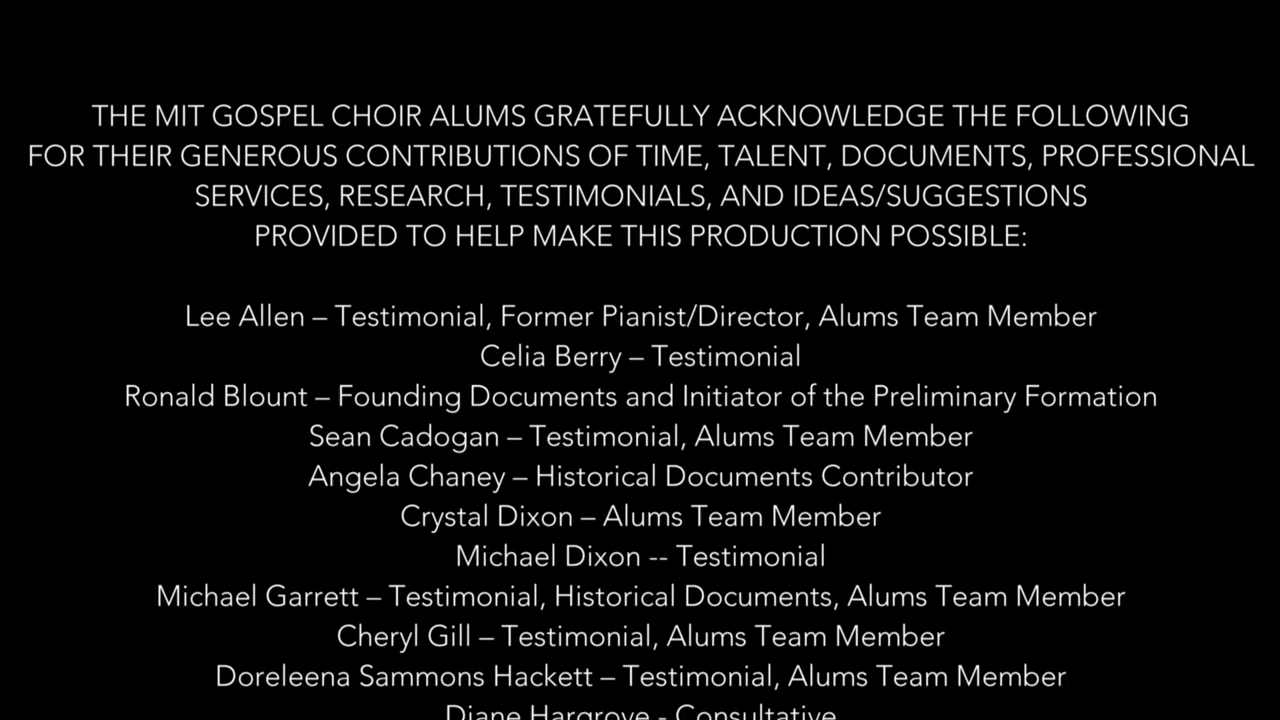 THE MIT GOSPEL CHOIR ALUMS GRATEFULLY ACKNOWLEDGE THE FOLLOWING
FOR THEIR GENEROUS CONTRIBUTIONS OF TIME, TALENT, DOCUMENTS, PROFESSIONAL
SERVICES, RESEARCH, TESTIMONIALS, AND IDEAS/SUGGESTIONS
PROVIDED TO HELP MAKE THIS PRODUCTION POSSIBLE:
Lee Allen – Testimonial, Former Pianist/Director, Alums Team Member
Celia Berry – Testimonial
Ronald Blount – Founding Documents and Initiator of the Preliminary Formation
Sean Cadogan – Testimonial, Alums Team Member
Angela Chaney – Historical Documents Contributor
Crystal Dixon – Alums Team Member
Michael Dixon -- Testimonial
Michael Garrett – Testimonial, Historical Documents, Alums Team Member
Cheryl Gill – Testimonial, Alums Team Member
Doreleena Sammons Hackett – Testimonial, Alums Team Member
Diane Hargrove - Consultative